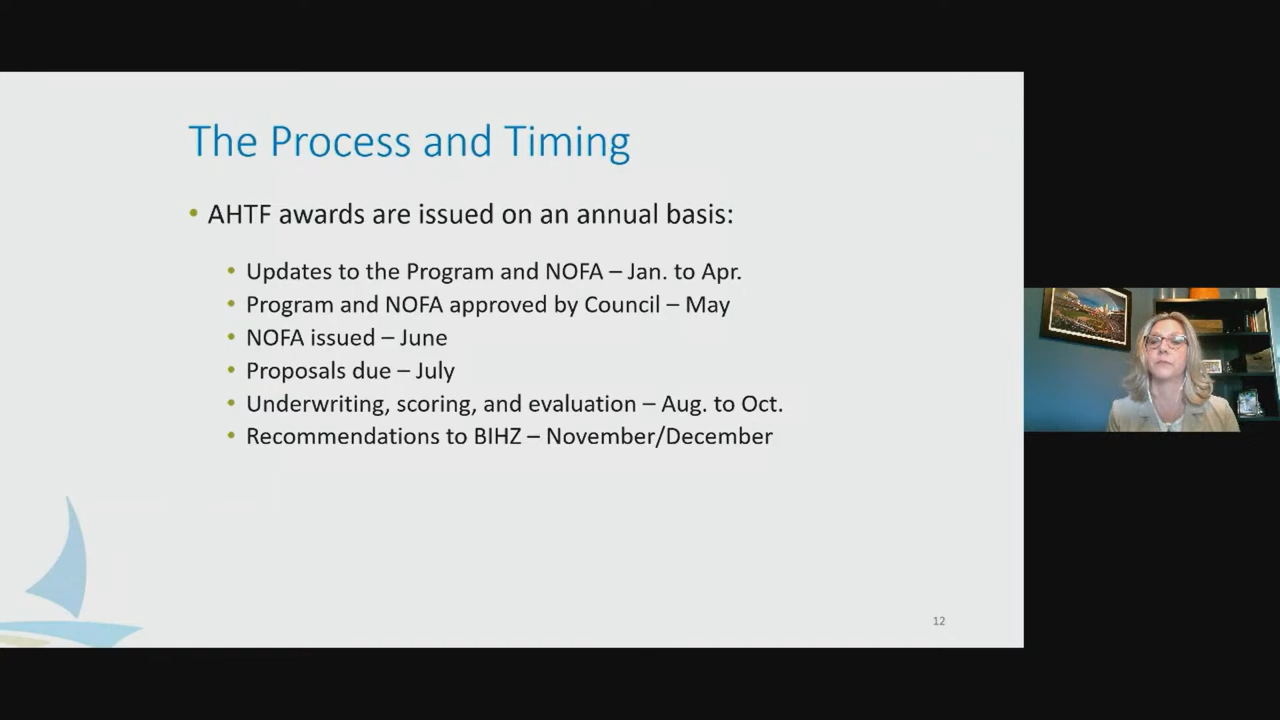 The Process and Timing
• AHTF awards are issued on an annual basis:
• Updates to the Program and NOFA – Jan. to Apr.
• Program and NOFA approved by Council – May
• NOFA issued – June
• Proposals due – July
• Underwriting, scoring, and evaluation – Aug. to Oct.
• Recommendations to BIHZ – November/December
12